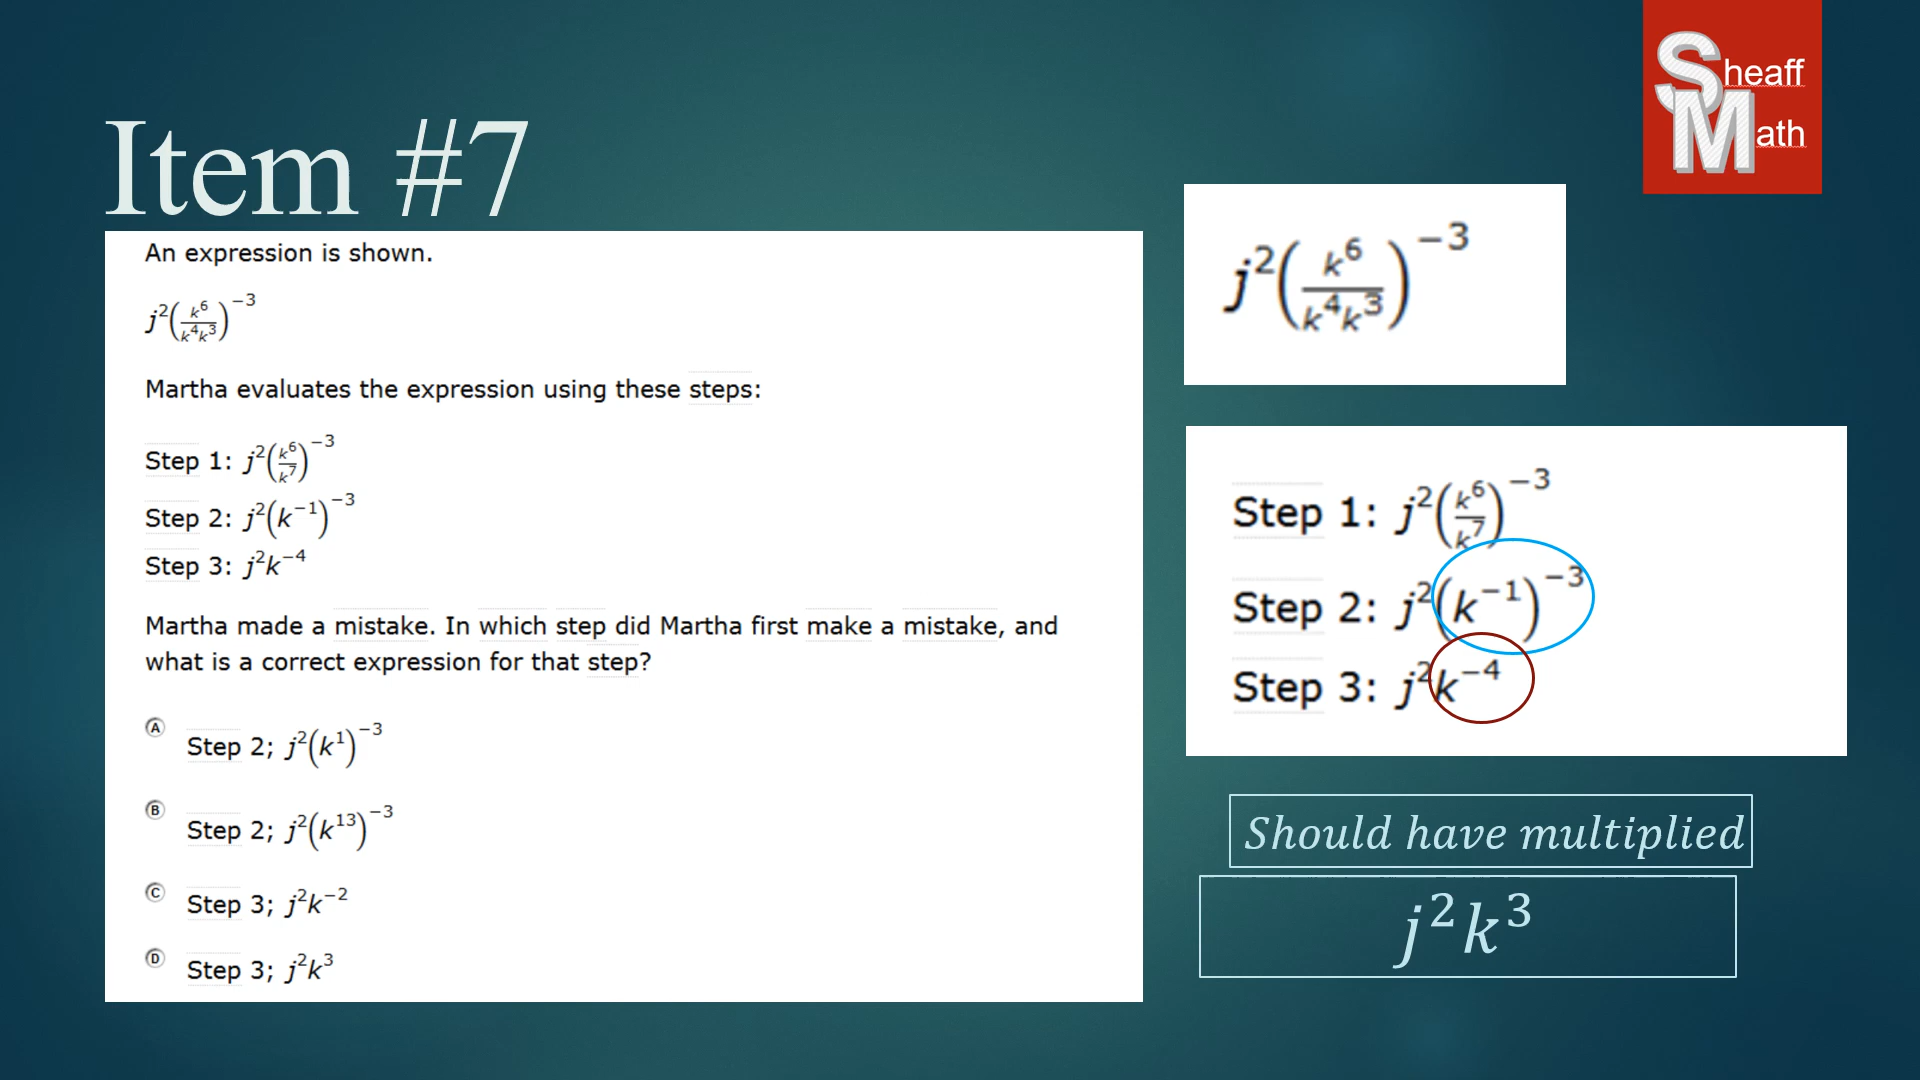 Sheaff
Math
Item #7
An expression is shown.
j²(k⁶/k⁴k³)⁻³
Martha evaluates the expression using these steps:
Step 1: j²(k⁶/k⁷)⁻³
Step 2: j²(k⁻¹)⁻³
Step 3: j²k⁻⁴
Martha made a mistake. In which step did Martha first make a mistake, and
what is a correct expression for that step?
A Step 2; j²(k¹)⁻³
B Step 2; j²(k¹³)⁻³
C Step 3; j²k⁻²
D Step 3; j²k³
j²(k⁶/k⁴k³)⁻³
Step 1: j²(k⁶/k⁷)⁻³
Step 2: j²(k⁻¹)⁻³
Step 3: j²k⁻⁴
Should have multiplied
j²k³